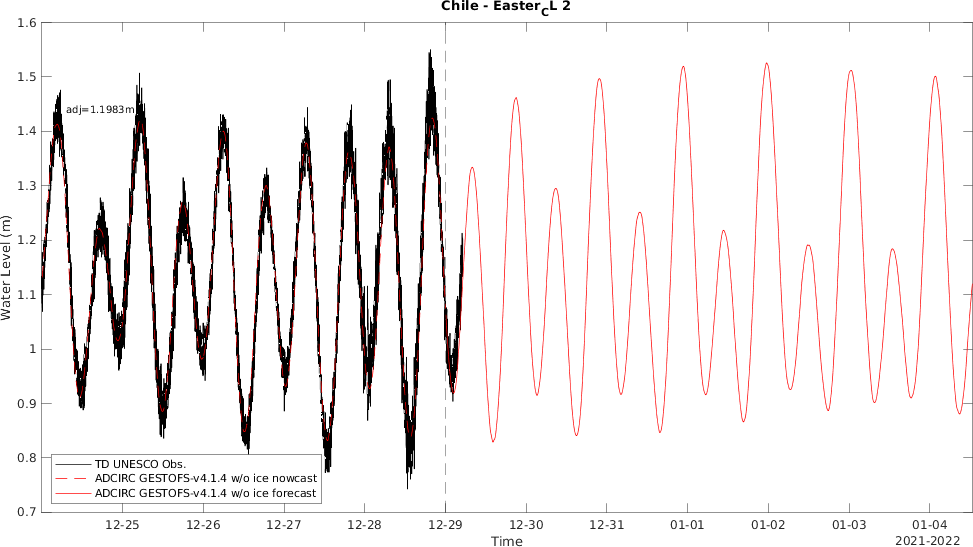 Chile - Easter_CL 2
1.6
1.5
1.4
1.3
1.2
1.1
1
0.9
0.8
0.7
Water Level (m)
adj=1.1983m
TD UNESCO Obs.
ADCIRC GESTOFS-v4.1.4 w/o ice nowcast
ADCIRC GESTOFS-v4.1.4 w/o ice forecast
12-25 12-26 12-27 12-28 12-29 12-30 12-31 01-01 01-02 01-03 01-04
Time
2021-2022